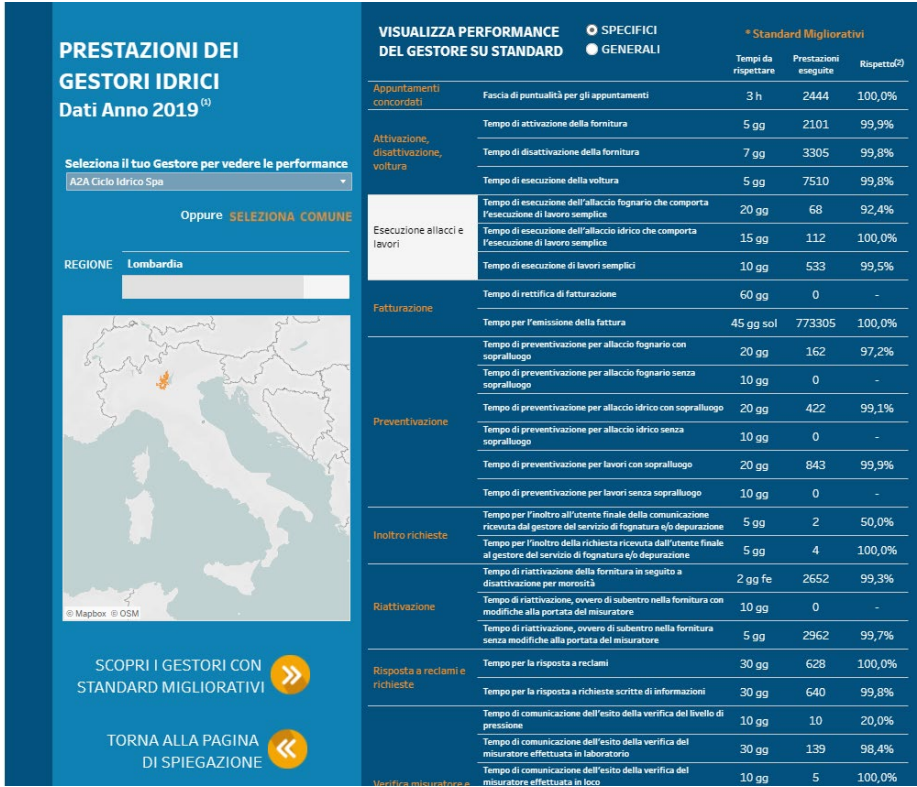 PRESTAZIONI DEI
GESTORI IDRICI
Dati Anno 2019 (1)
Seleziona il tuo Gestore per vedere le performance
A2A Ciclo Idrico Spa
Oppure SELEZIONA COMUNE
REGIONE Lombardia
© Mapbox © OSM
SCOPRI I GESTORI CON
STANDARD MIGLIORATIVI
TORNA ALLA PAGINA
DI SPIEGAZIONE
VISUALIZZA PERFORMANCE
DEL GESTORE SU STANDARD
SPECIFICI
GENERALI
* Standard Migliorativi
Tempi da
rispettare
Prestazioni
eseguite
Rispetto(2)
Appuntamenti
concordati
Fascia di puntualità per gli appuntamenti 3 h 2444 100,0%
Attivazione,
disattivazione,
voltura
Tempo di attivazione della fornitura 5 gg 2101 99,9%
Tempo di disattivazione della fornitura 7 gg 3305 99,8%
Tempo di esecuzione della voltura 5 gg 7510 99,8%
Esecuzione allacci e
lavori
Tempo di esecuzione dell'allaccio fognario che comporta
l'esecuzione di lavoro semplice 20 gg 68 92,4%
Tempo di esecuzione dell'allaccio idrico che comporta
l'esecuzione di lavoro semplice 15 gg 112 100,0%
Tempo di esecuzione di lavori semplici 10 gg 533 99,5%
Fatturazione
Tempo di rettifica di fatturazione 60 gg 0 -
Tempo per l'emissione della fattura 45 gg sol 773305 100,0%
Preventivazione
Tempo di preventivazione per allaccio fognario con
sopralluogo 20 gg 162 97,2%
Tempo di preventivazione per allaccio fognario senza
sopralluogo 10 gg 0 -
Tempo di preventivazione per allaccio idrico con sopralluogo 20 gg 422 99,1%
Tempo di preventivazione per allaccio idrico senza
sopralluogo 10 gg 0 -
Tempo di preventivazione per lavori con sopralluogo 20 gg 843 99,9%
Tempo di preventivazione per lavori senza sopralluogo 10 gg 0 -
Inoltro richieste
Tempo per l'inoltro all'utente finale della comunicazione
ricevuta dal gestore del servizio di fognatura e/o depurazione 5 gg 2 50,0%
Tempo per l'inoltro della richiesta ricevuta dall'utente finale
al gestore del servizio di fognatura e/o depurazione 5 gg 4 100,0%
Riattivazione
Tempo di riattivazione della fornitura in seguito a
disattivazione per morosità 2 gg fe 2652 99,3%
Tempo di riattivazione, ovvero di subentro nella fornitura con
modifiche alla portata del misuratore 10 gg 0 -
Tempo di riattivazione, ovvero di subentro nella fornitura
senza modifiche alla portata del misuratore 5 gg 2962 99,7%
Risposta a reclami e
richieste
Tempo per la risposta a reclami 30 gg 628 100,0%
Tempo per la risposta a richieste scritte di informazioni 30 gg 640 99,8%
Verifica misuratore e
Tempo di comunicazione dell'esito della verifica del livello di
pressione 10 gg 10 20,0%
Tempo di comunicazione dell'esito della verifica del
misuratore effettuata in laboratorio 30 gg 139 98,4%
Tempo di comunicazione dell'esito della verifica del
misuratore effettuata in loco 10 gg 5 100,0%